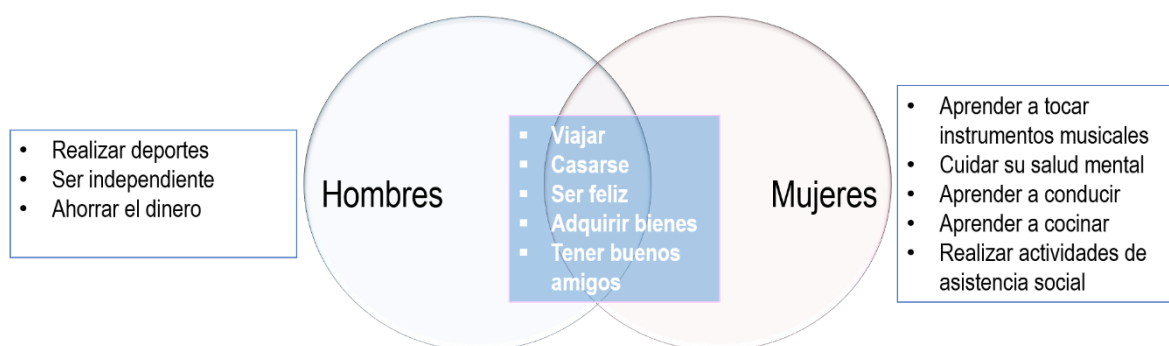 • Realizar deportes
• Ser independiente
• Ahorrar el dinero
Hombres
▪ Viajar
▪ Casarse
▪ Ser feliz
▪ Adquirir bienes
▪ Tener buenos
amigos
Mujeres
• Aprender a tocar
instrumentos musicales
• Cuidar su salud mental
• Aprender a conducir
• Aprender a cocinar
• Realizar actividades de
asistencia social